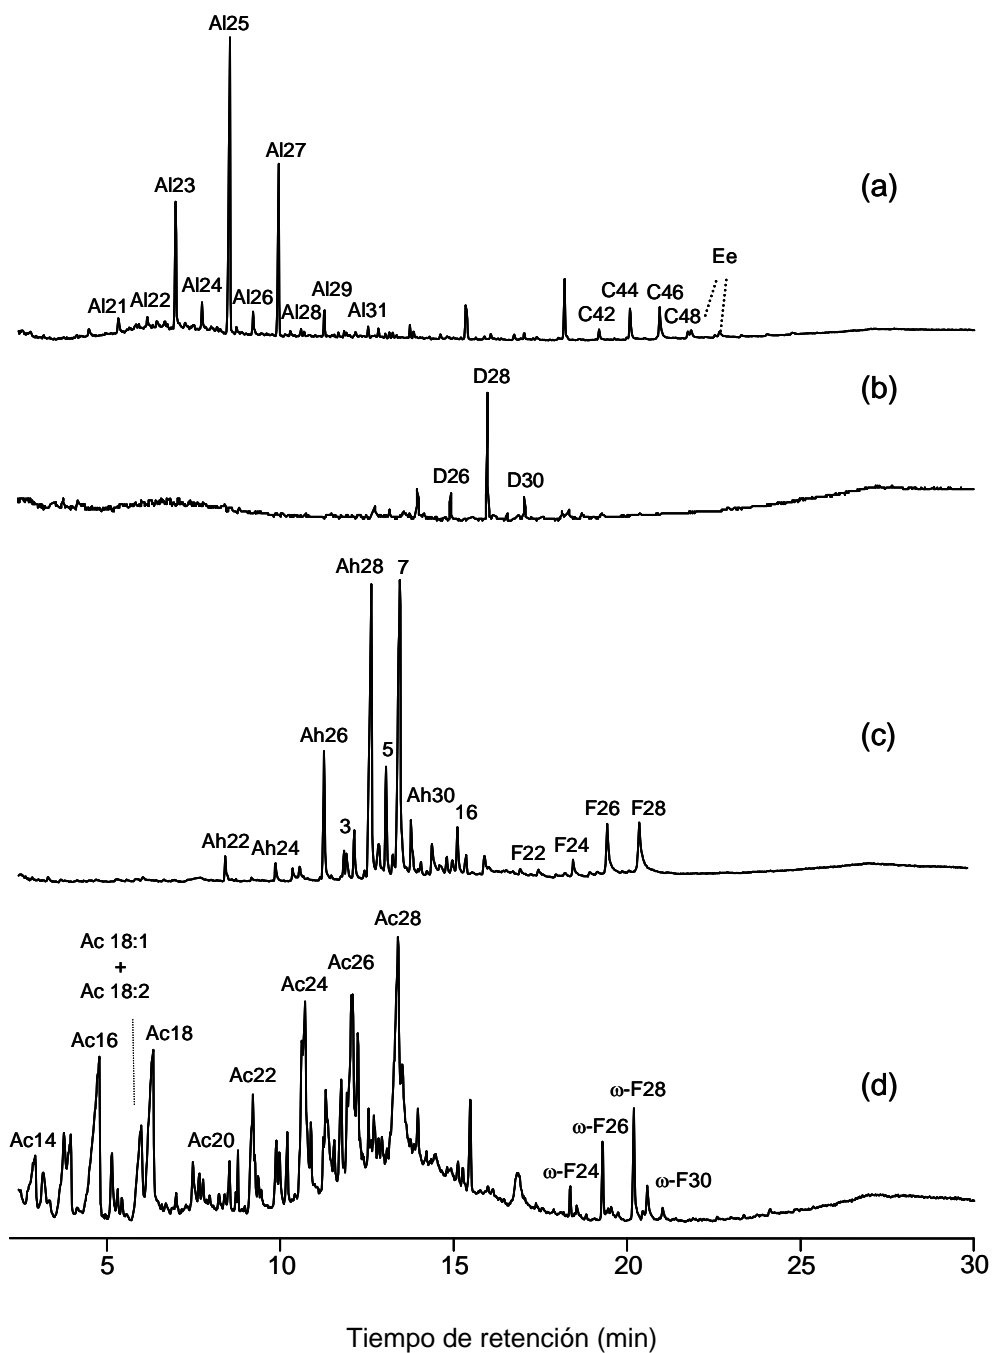 Al25
Al27
Al23
(a)
Ee
Al24
Al29
C44 C46
Al21 Al22 Al26 Al28 Al31 C42 C48
D28
(b)
D26 D30
Ah28 7
Ah26
(c)
5
Ah30
16
3
F26 F28
Ah22 Ah24 F22 F24
Ac28
Ac 18:1
+
Ac 18:2
Ac26
Ac24
Ac16 Ac18
Ac22
(d)
ω-F28
ω-F26
Ac14 Ac20
ω-F24 ω-F30
5 10 15 20 25 30
Tiempo de retención (min)